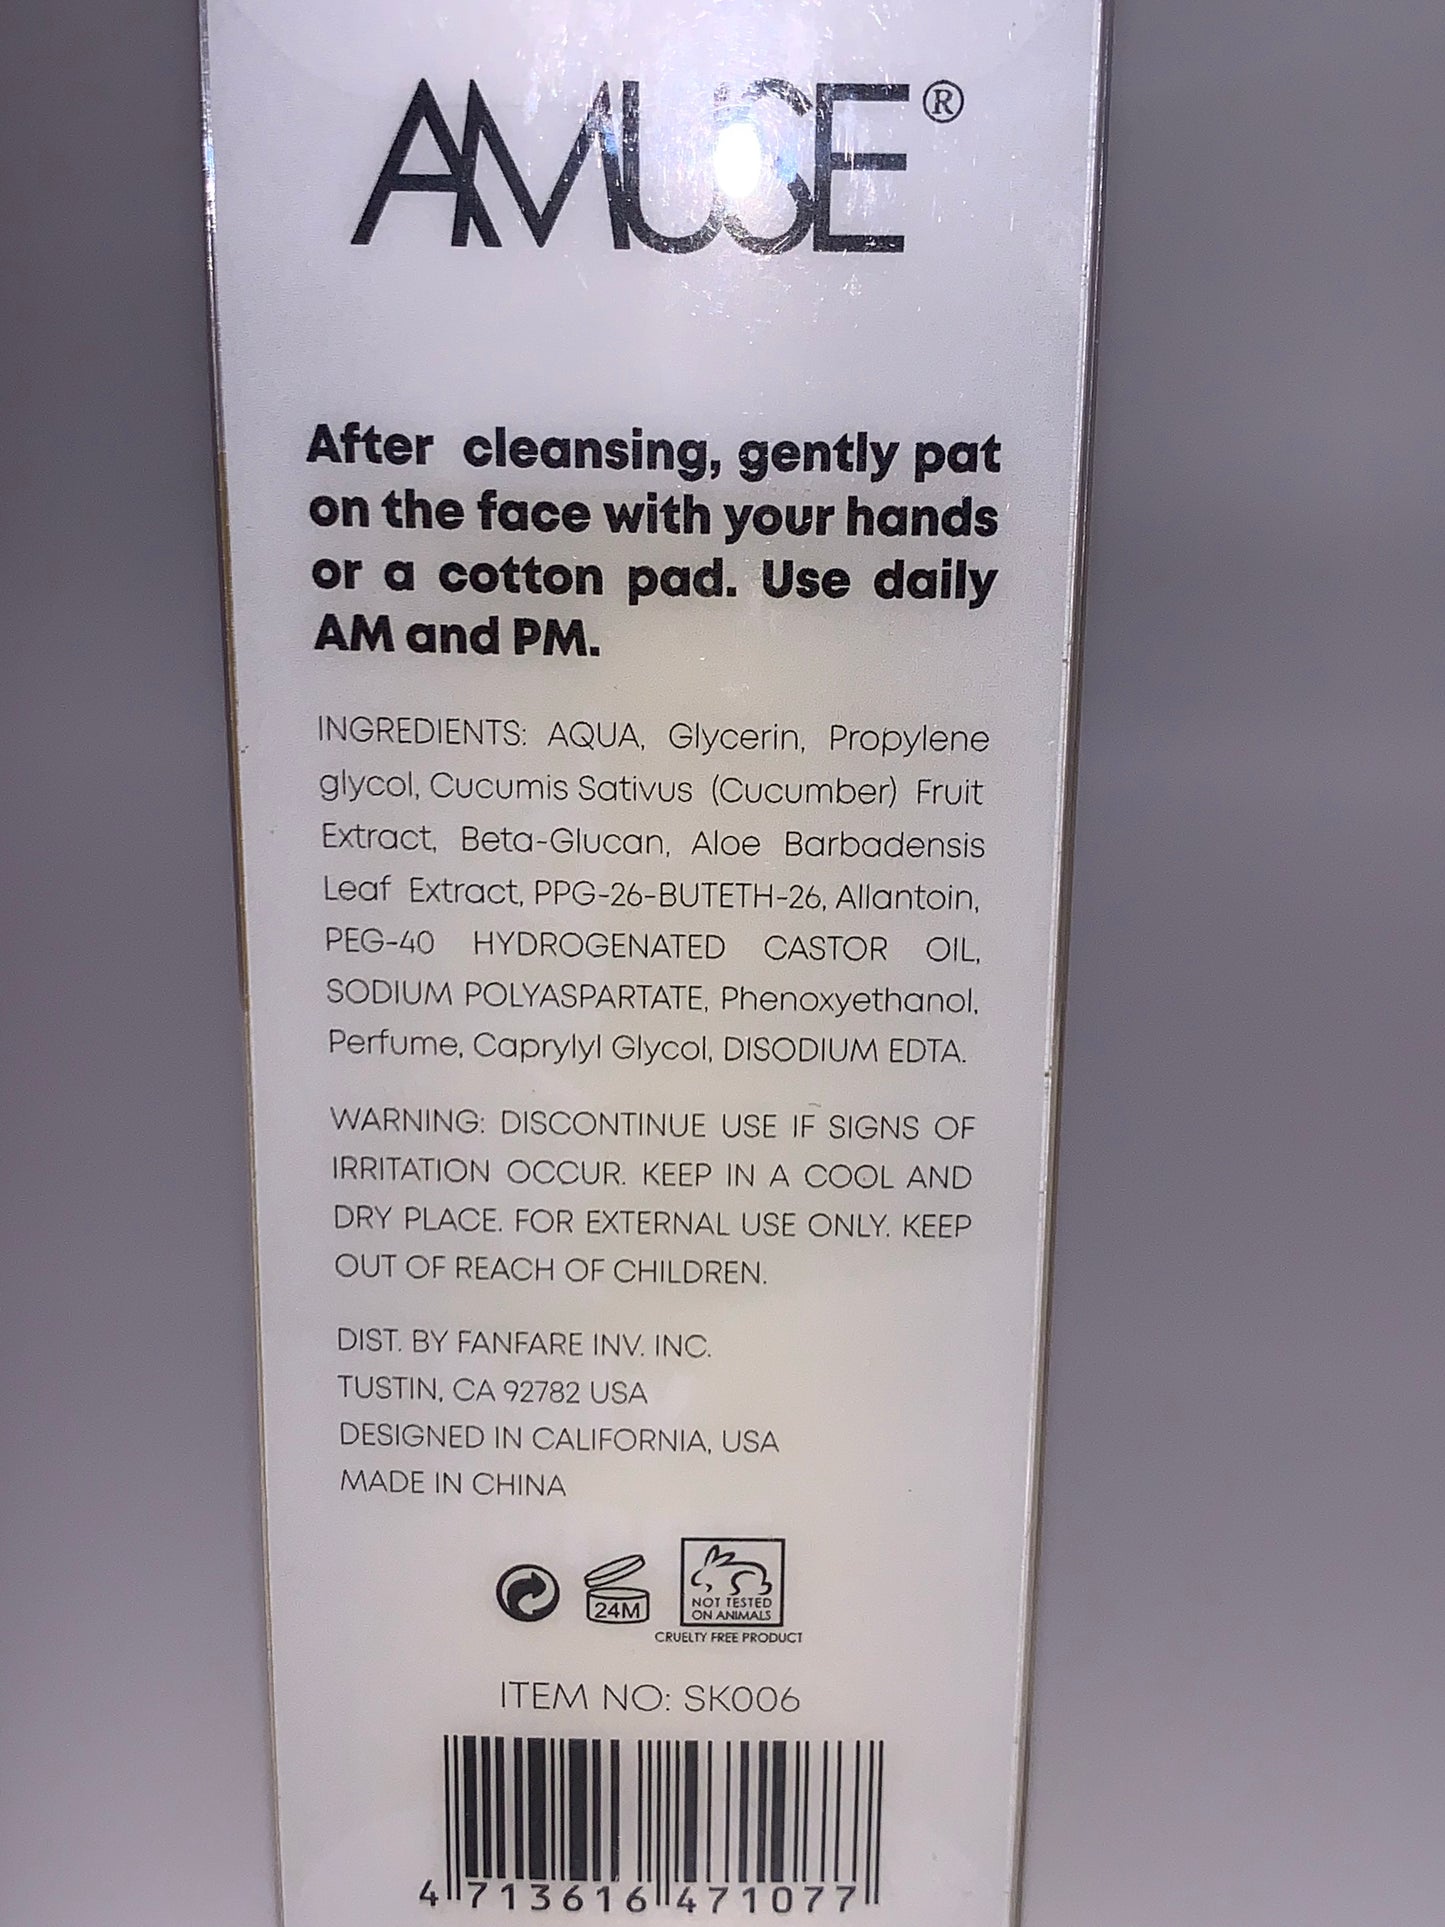 AMUSE®
After cleansing, gently pat
on the face with your hands
or a cotton pad. Use daily
AM and PM.
INGREDIENTS: AQUA, Glycerin, Propylene
glycol, Cucumis Sativus (Cucumber) Fruit
Extract, Beta-Glucan, Aloe Barbadensis
Leaf Extract, PPG-26-BUTETH-26, Allantoin,
PEG-40 HYDROGENATED CASTOR OIL,
SODIUM POLYASPARTATE, Phenoxyethanol,
Perfume, Caprylyl Glycol, DISODIUM EDTA.
WARNING: DISCONTINUE USE IF SIGNS OF
IRRITATION OCCUR. KEEP IN A COOL AND
DRY PLACE. FOR EXTERNAL USE ONLY. KEEP
OUT OF REACH OF CHILDREN.
DIST. BY FANFARE INV. INC.
TUSTIN, CA 92782 USA
DESIGNED IN CALIFORNIA, USA
MADE IN CHINA
24M
NOT TESTED
ON ANIMALS
CRUELTY FREE PRODUCT
ITEM NO: SK006
4 713616 471077